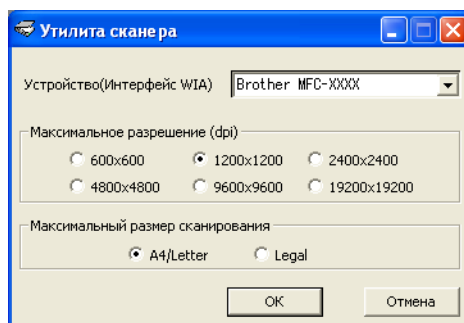 Утилита сканера
Устройство(Интерфейс WIA) Brother MFC-XXXX
Максимальное разрешение (dpi)
600x600 1200x1200 2400x2400
4800x4800 9600x9600 19200x19200
Максимальный размер сканирования
A4/Letter Legal
OK Отмена